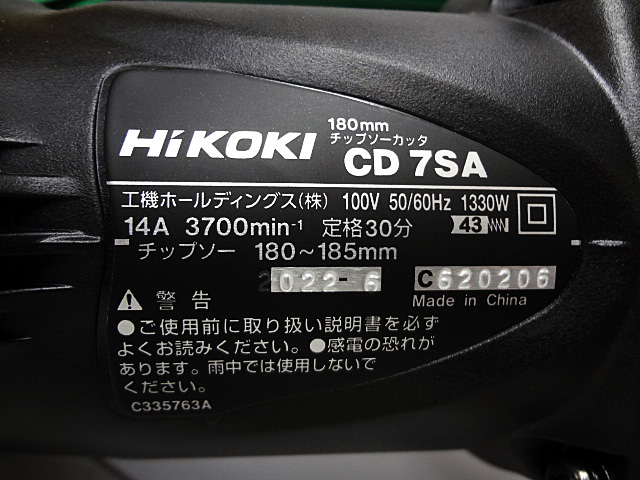 180mm
チップソーカッタ
HiKOKI CD 7SA
工機ホールディングス(株) 100V 50/60Hz 1330W
14A 3700min⁻¹ 定格30分 43
チップソー 180～185mm
2022-6 C620206
Made in China
⚠ 警告
●ご使用前に取り扱い説明書を必ず
よくお読みください。●感電の恐れが
あります。雨中では使用しないで
ください。
C335763A